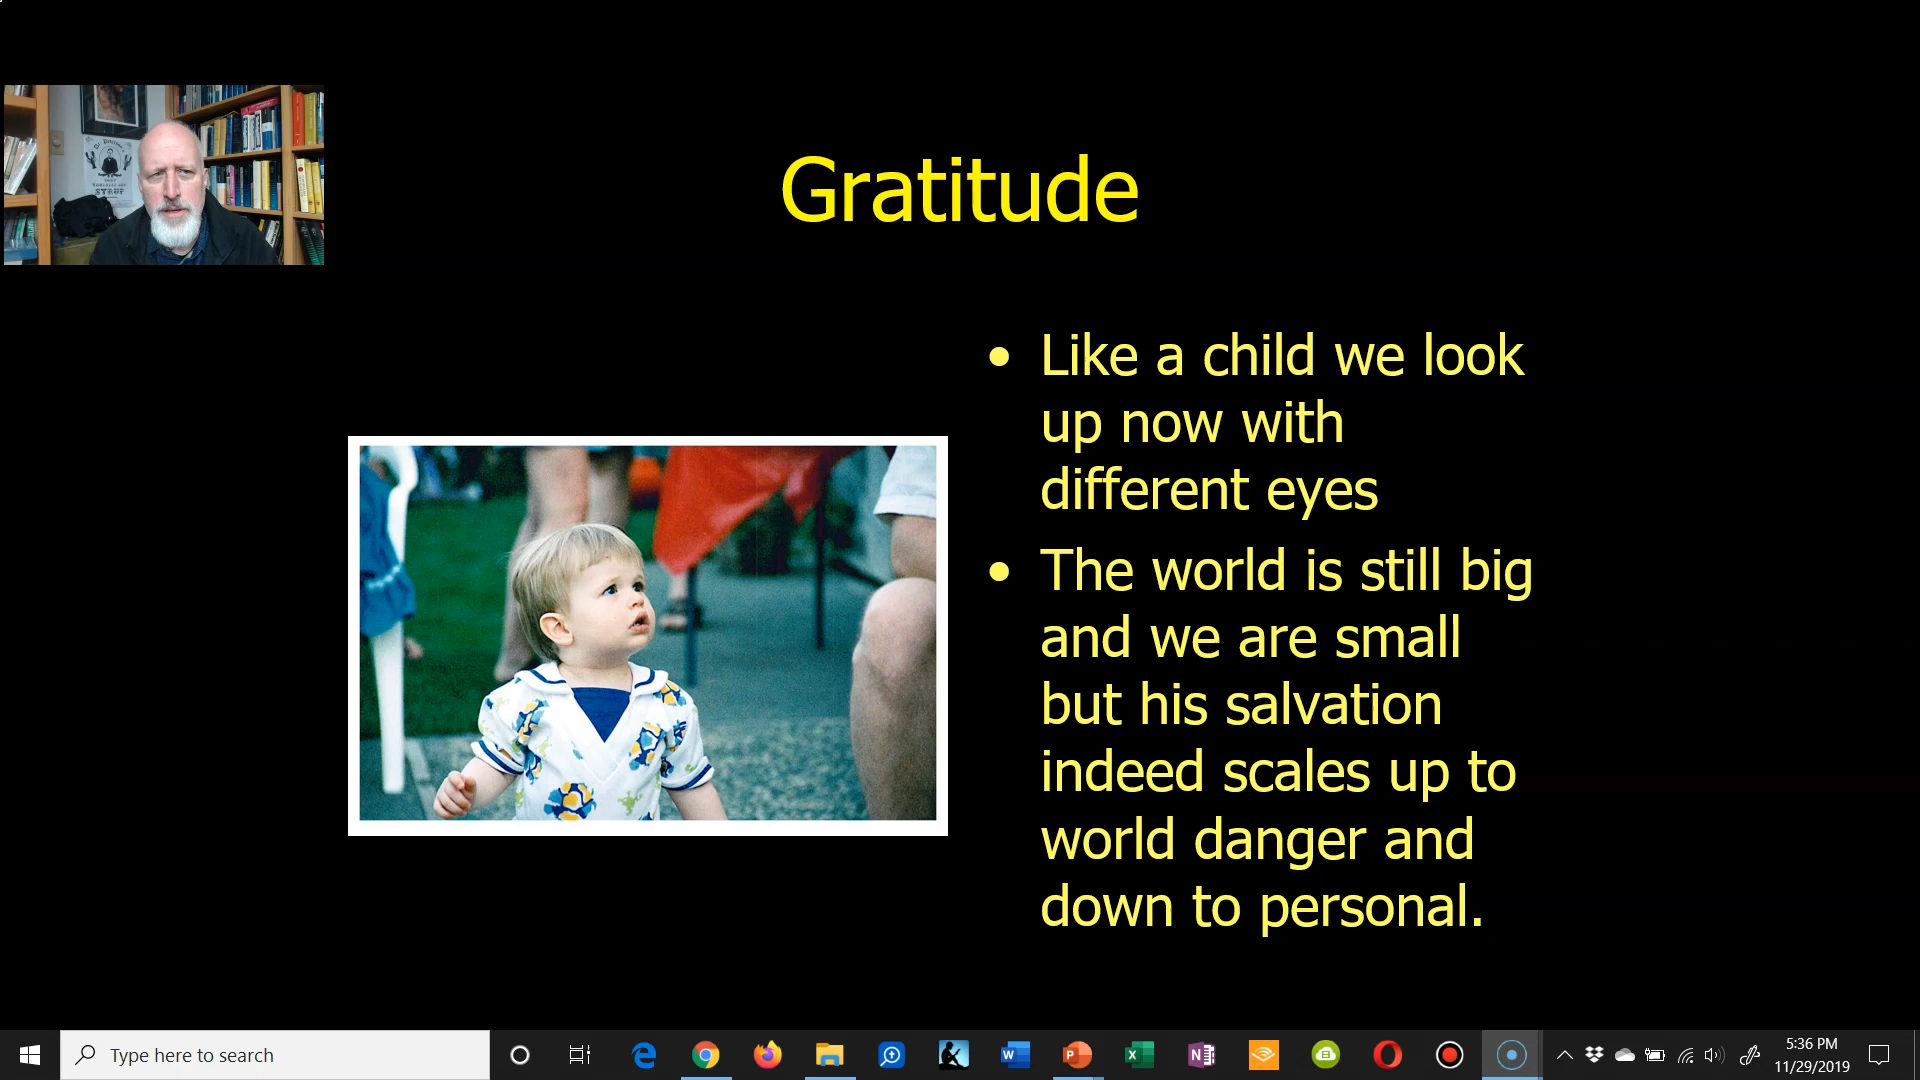 Gratitude
Like a child we look
up now with
different eyes
The world is still big
and we are small
but his salvation
indeed scales up to
world danger and
down to personal.
STRUP
Type here to search
5:36 PM
11/29/2019